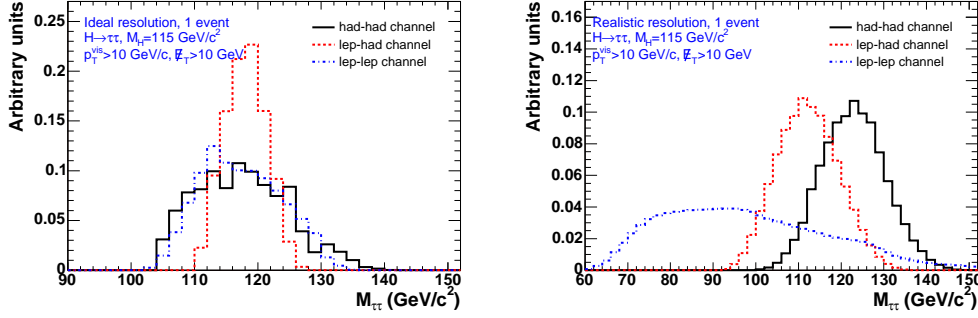 Arbitrary units
0.25
0.2
0.15
0.1
0.05
0
Ideal resolution, 1 event
H→ττ, M_H=115 GeV/c²
p_T^vis>10 GeV/c, E̸_T>10 GeV
had-had channel
lep-had channel
lep-lep channel
90 100 110 120 130 140 150
M_ττ (GeV/c²)
Arbitrary units
0.16
0.14
0.12
0.1
0.08
0.06
0.04
0.02
0
Realistic resolution, 1 event
H→ττ, M_H=115 GeV/c²
p_T^vis>10 GeV/c, E̸_T>10 GeV
had-had channel
lep-had channel
lep-lep channel
60 70 80 90 100 110 120 130 140 150
M_ττ (GeV/c²)